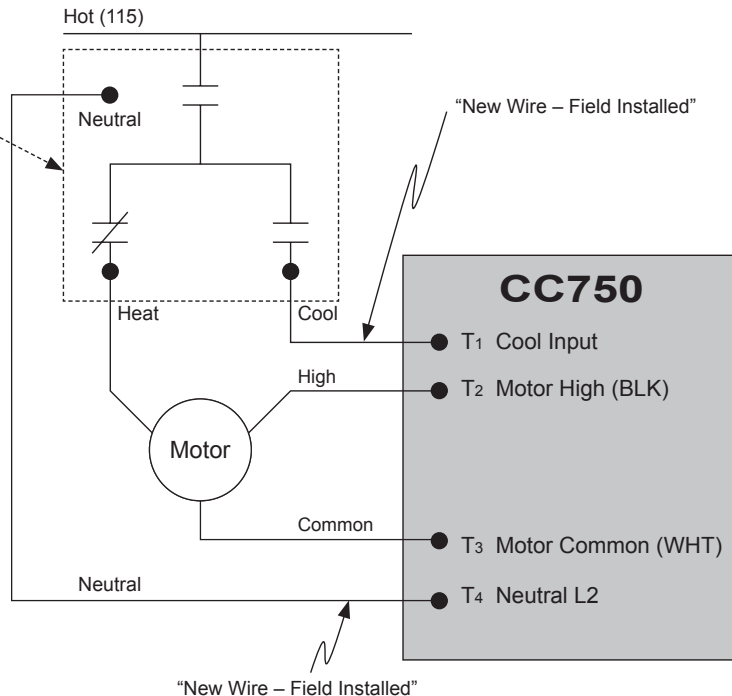 Hot (115)
Neutral
"New Wire – Field Installed"
CC750
Heat
Cool
T1 Cool Input
High
T2 Motor High (BLK)
Motor
Common
T3 Motor Common (WHT)
Neutral
T4 Neutral L2
"New Wire – Field Installed"